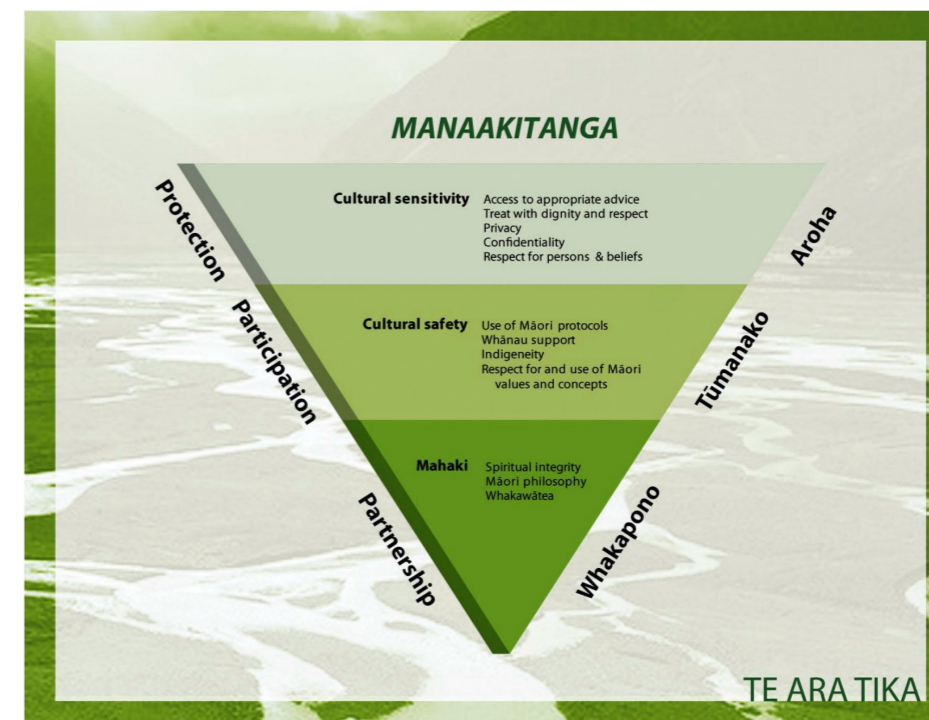 MANAAKITANGA
Protection
Cultural sensitivity
Access to appropriate advice
Treat with dignity and respect
Privacy
Confidentiality
Respect for persons & beliefs
Aroha
Participation
Cultural safety
Use of Māori protocols
Whānau support
Indigeneity
Respect for and use of Māori
values and concepts
Tūmanako
Partnership
Mahaki
Spiritual integrity
Māori philosophy
Whakawātea
Whakapono
TE ARA TIKA